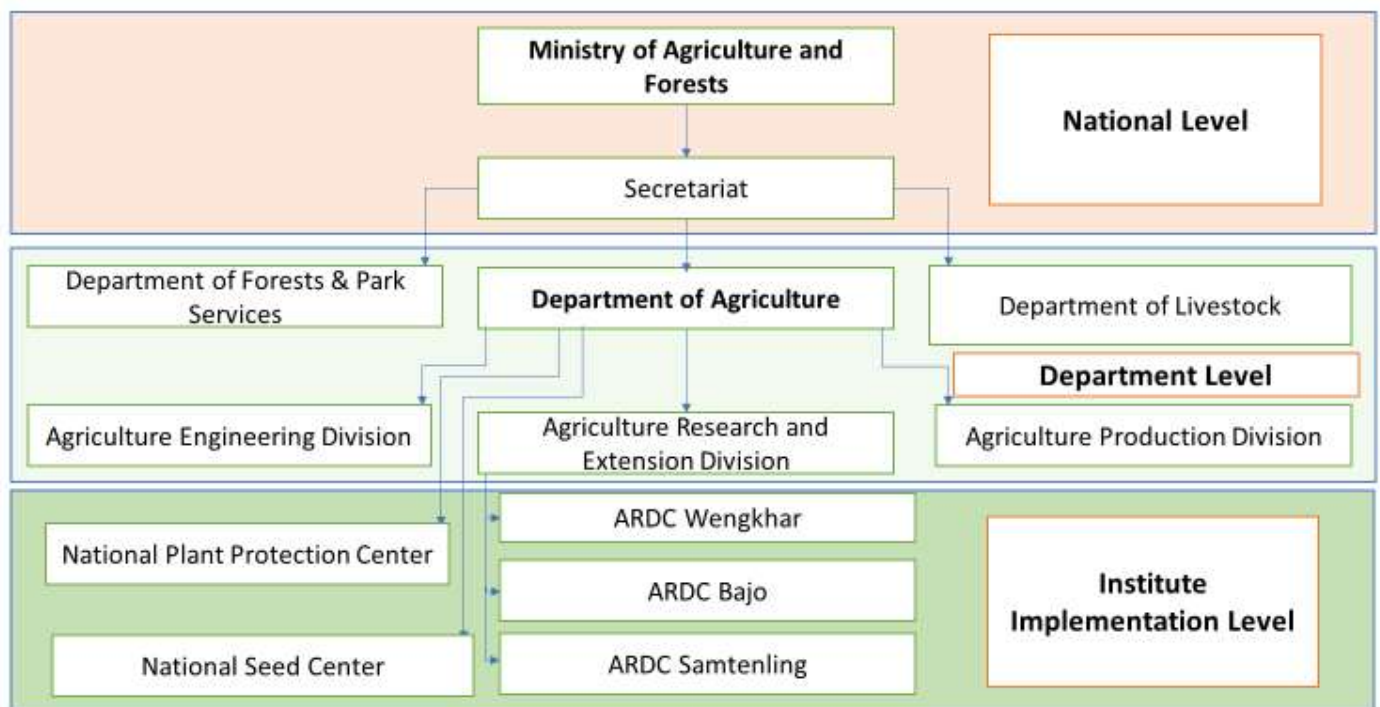 Ministry of Agriculture and
Forests
National Level
Secretariat
Department of Forests & Park
Services
Department of Agriculture
Department of Livestock
Department Level
Agriculture Engineering Division
Agriculture Research and
Extension Division
Agriculture Production Division
ARDC Wengkhar
National Plant Protection Center
ARDC Bajo
Institute
Implementation Level
National Seed Center
ARDC Samtenling